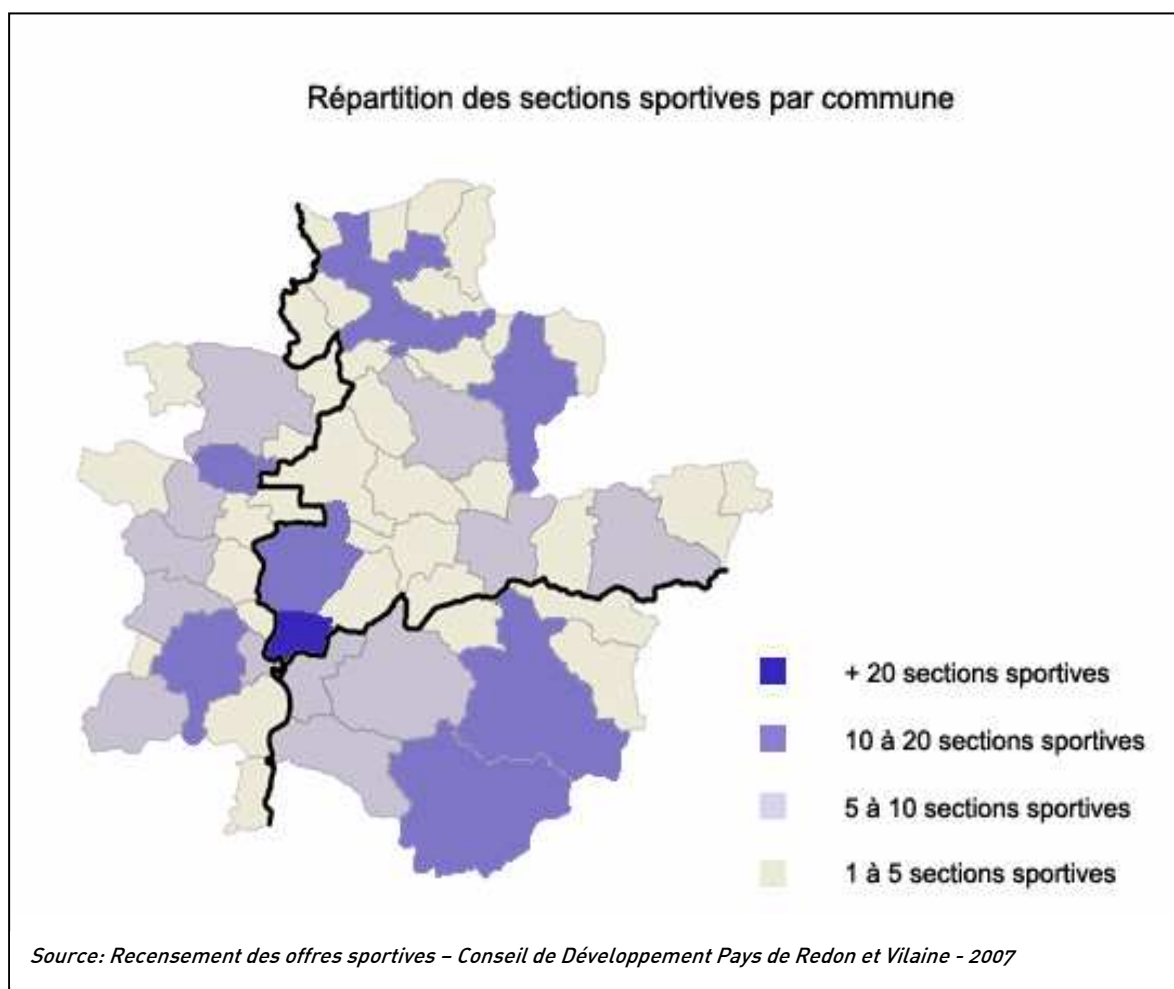 Répartition des sections sportives par commune
+ 20 sections sportives
10 à 20 sections sportives
5 à 10 sections sportives
1 à 5 sections sportives
Source: Recensement des offres sportives – Conseil de Développement Pays de Redon et Vilaine - 2007